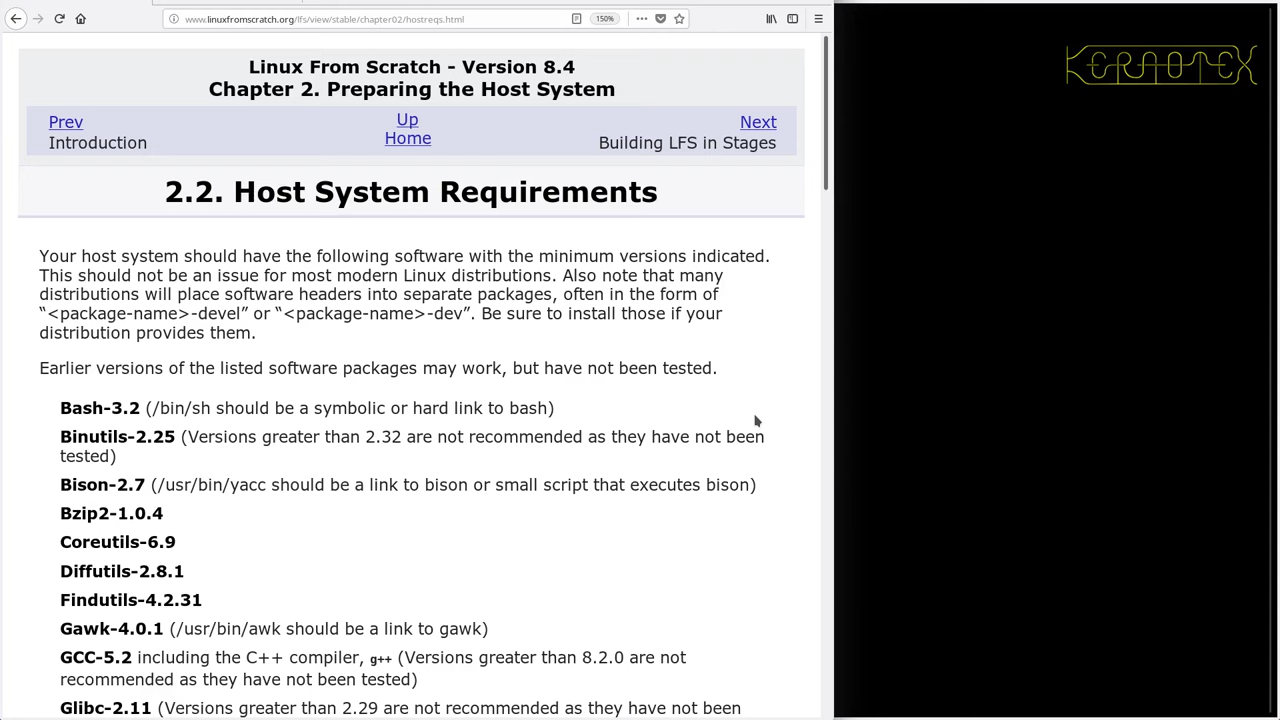 www.linuxfromscratch.org/lfs/view/stable/chapter02/hostreqs.html
150%
KERNOTEX
Linux From Scratch - Version 8.4
Chapter 2. Preparing the Host System
Prev
Up
Next
Introduction
Home
Building LFS in Stages
2.2. Host System Requirements
Your host system should have the following software with the minimum versions indicated.
This should not be an issue for most modern Linux distributions. Also note that many
distributions will place software headers into separate packages, often in the form of
“<package-name>-devel” or “<package-name>-dev”. Be sure to install those if your
distribution provides them.
Earlier versions of the listed software packages may work, but have not been tested.
Bash-3.2 (/bin/sh should be a symbolic or hard link to bash)
Binutils-2.25 (Versions greater than 2.32 are not recommended as they have not been
tested)
Bison-2.7 (/usr/bin/yacc should be a link to bison or small script that executes bison)
Bzip2-1.0.4
Coreutils-6.9
Diffutils-2.8.1
Findutils-4.2.31
Gawk-4.0.1 (/usr/bin/awk should be a link to gawk)
GCC-5.2 including the C++ compiler, g++ (Versions greater than 8.2.0 are not
recommended as they have not been tested)
Glibc-2.11 (Versions greater than 2.29 are not recommended as they have not been